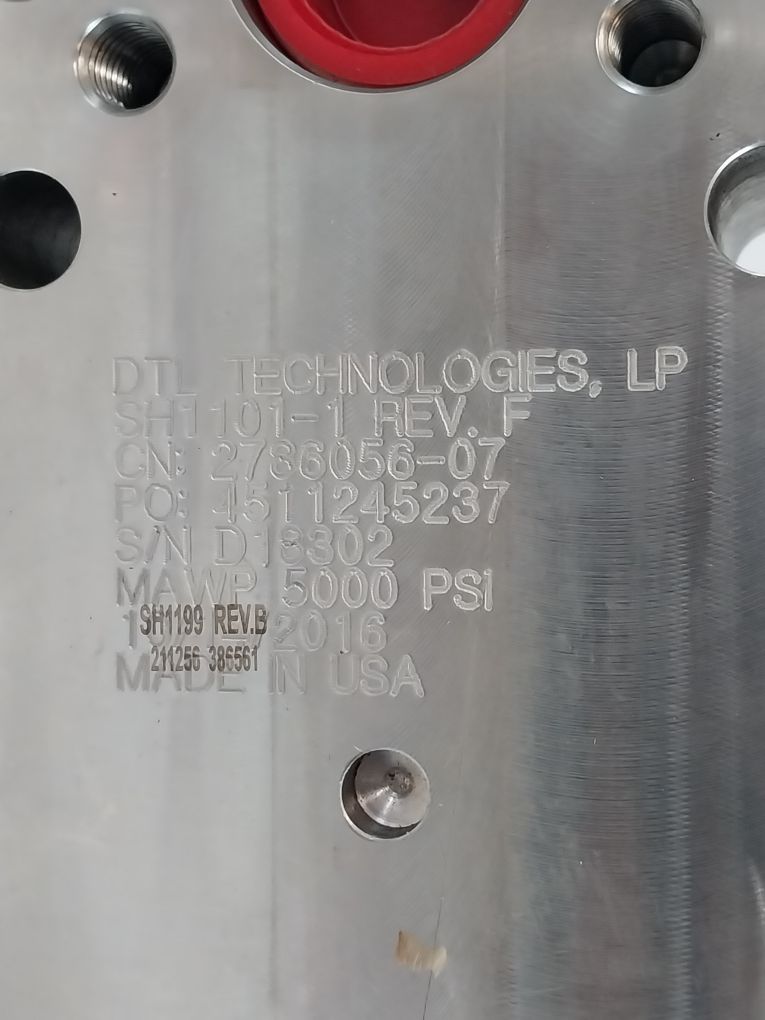 DTL TECHNOLOGIES, LP
SH1101-1 REV. F
CN: 2736056-07
PO: 4511245237
S/N D18302
MAWP 5000 PSI
SH1199 REV.B
2016
211256 386561
MADE IN USA